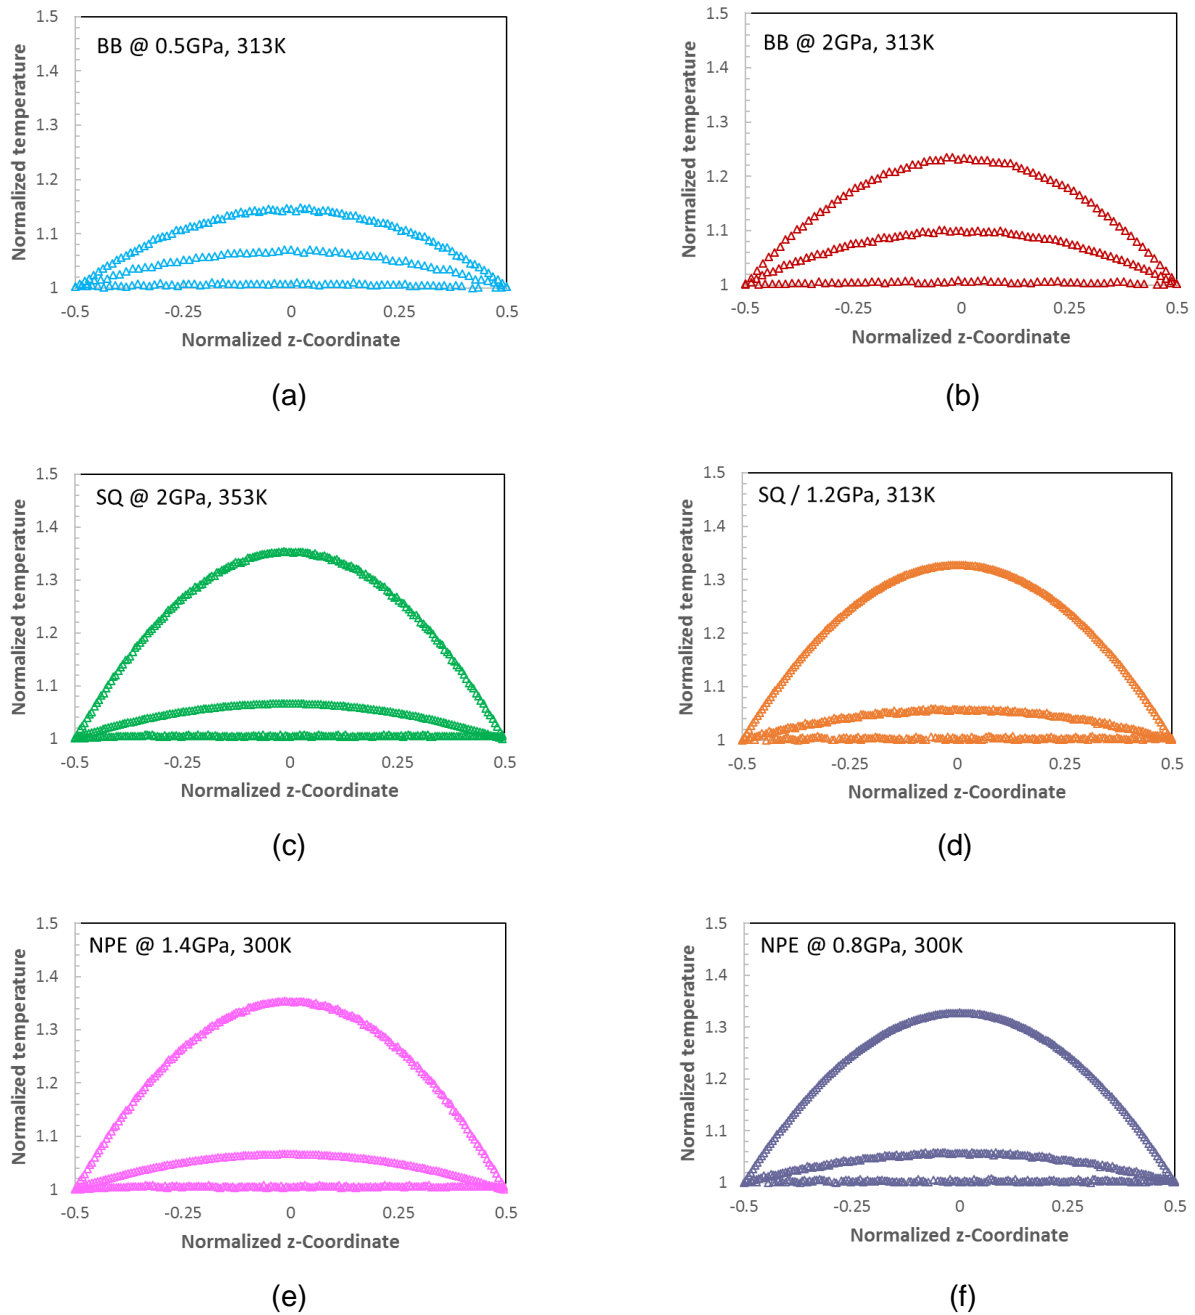 1.5
1.4
1.3
1.2
1.1
1
Normalized temperature
BB @ 0.5GPa, 313K
-0.5
-0.25
0
0.25
0.5
Normalized z-Coordinate
(a)
1.5
1.4
1.3
1.2
1.1
1
Normalized temperature
BB @ 2GPa, 313K
-0.5
-0.25
0
0.25
0.5
Normalized z-Coordinate
(b)
1.5
1.4
1.3
1.2
1.1
1
Normalized temperature
SQ @ 2GPa, 353K
-0.5
-0.25
0
0.25
0.5
Normalized z-Coordinate
(c)
1.5
1.4
1.3
1.2
1.1
1
Normalized temperature
SQ / 1.2GPa, 313K
-0.5
-0.25
0
0.25
0.5
Normalized z-Coordinate
(d)
1.5
1.4
1.3
1.2
1.1
1
Normalized temperature
NPE @ 1.4GPa, 300K
-0.5
-0.25
0
0.25
0.5
Normalized z-Coordinate
(e)
1.5
1.4
1.3
1.2
1.1
1
Normalized temperature
NPE @ 0.8GPa, 300K
-0.5
-0.25
0
0.25
0.5
Normalized z-Coordinate
(f)